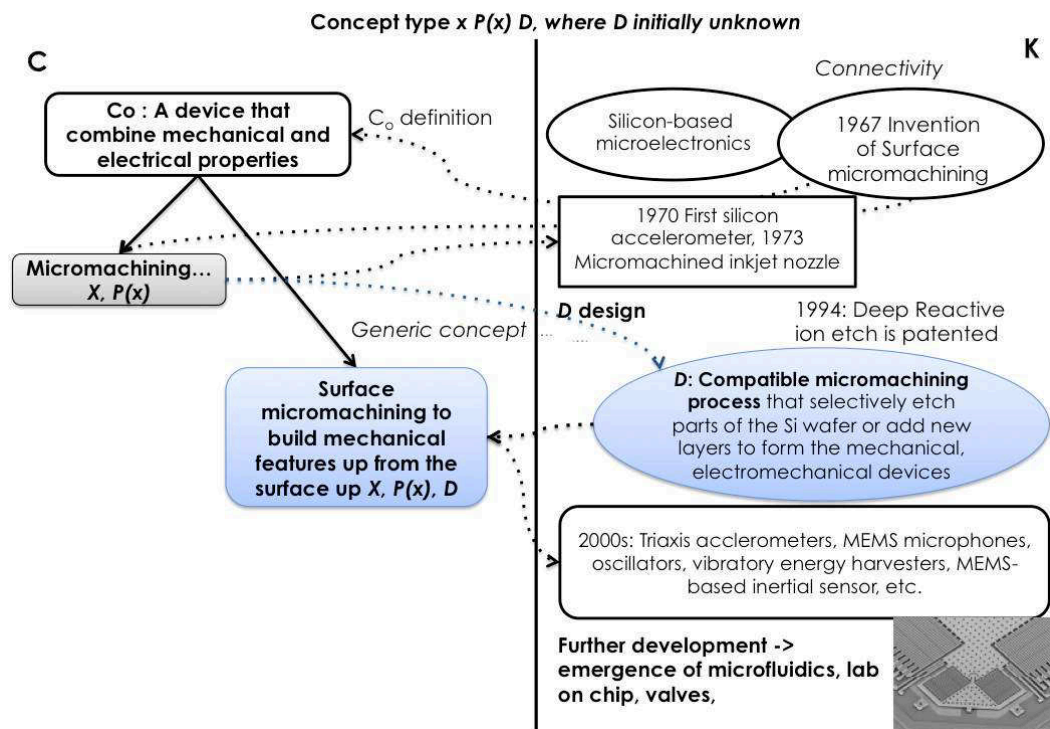 Concept type x P(x) D, where D initially unknown
C
K
Connectivity
Co : A device that
combine mechanical and
electrical properties
Co definition
Silicon-based
microelectronics
1967 Invention
of Surface
micromachining
1970 First silicon
accelerometer, 1973
Micromachined inkjet nozzle
Micromachining...
X, P(x)
D design
1994: Deep Reactive
ion etch is patented
Generic concept ...
....
Surface
micromachining to
build mechanical
features up from the
surface up X, P(x), D
D: Compatible micromachining
process that selectively etch
parts of the Si wafer or add new
layers to form the mechanical,
electromechanical devices
2000s: Triaxis acclerometers, MEMS microphones,
oscillators, vibratory energy harvesters, MEMS-
based inertial sensor, etc.
Further development ->
emergence of microfluidics, lab
on chip, valves,